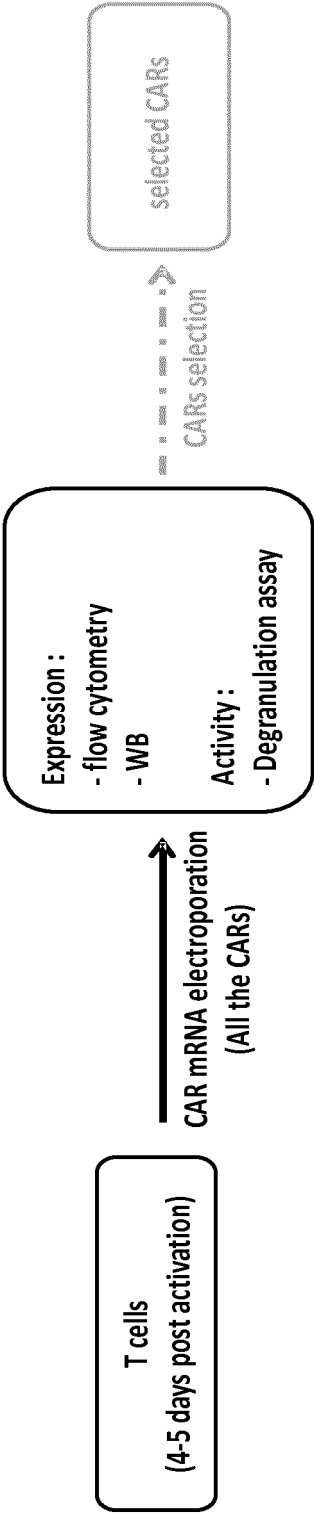 T cells
(4-5 days post activation)
CAR mRNA electroporation
(All the CARs)
Expression :
- flow cytometry
- WB
Activity :
- Degranulation assay
CARs selection
selected CARs